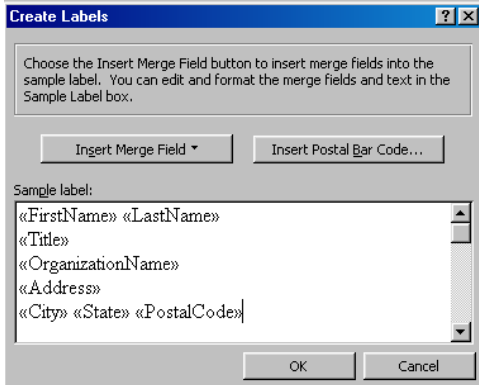 Create Labels
Choose the Insert Merge Field button to insert merge fields into the
sample label. You can edit and format the merge fields and text in the
Sample Label box.
Insert Merge Field
Insert Postal Bar Code...
Sample label:
«FirstName» «LastName»
«Title»
«OrganizationName»
«Address»
«City» «State» «PostalCode»
OK
Cancel